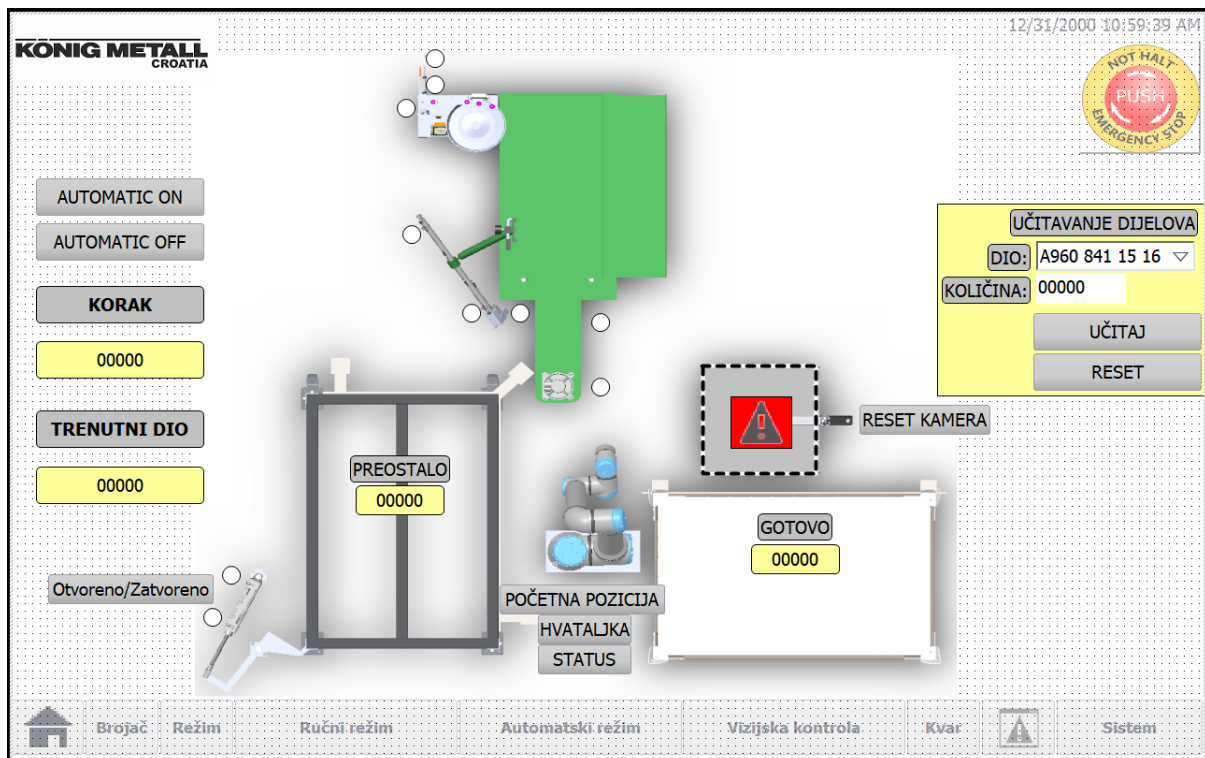 12/31/2000 10:59:39 AM
KÖNIG METALL
CROATIA
NOT HALT
PUSH
EMERGENCY STOP
AUTOMATIC ON
AUTOMATIC OFF
KORAK
00000
TRENUTNI DIO
00000
UČITAVANJE DIJELOVA
DIO: A960 841 15 16
KOLIČINA: 00000
UČITAJ
RESET
RESET KAMERA
PREOSTALO
00000
GOTOVO
00000
Otvoreno/Zatvoreno
POČETNA POZICIJA
HVATALJKA
STATUS
Brojač Režim Ručni režim Automatski režim Vizijska kontrola Kvar Sistem